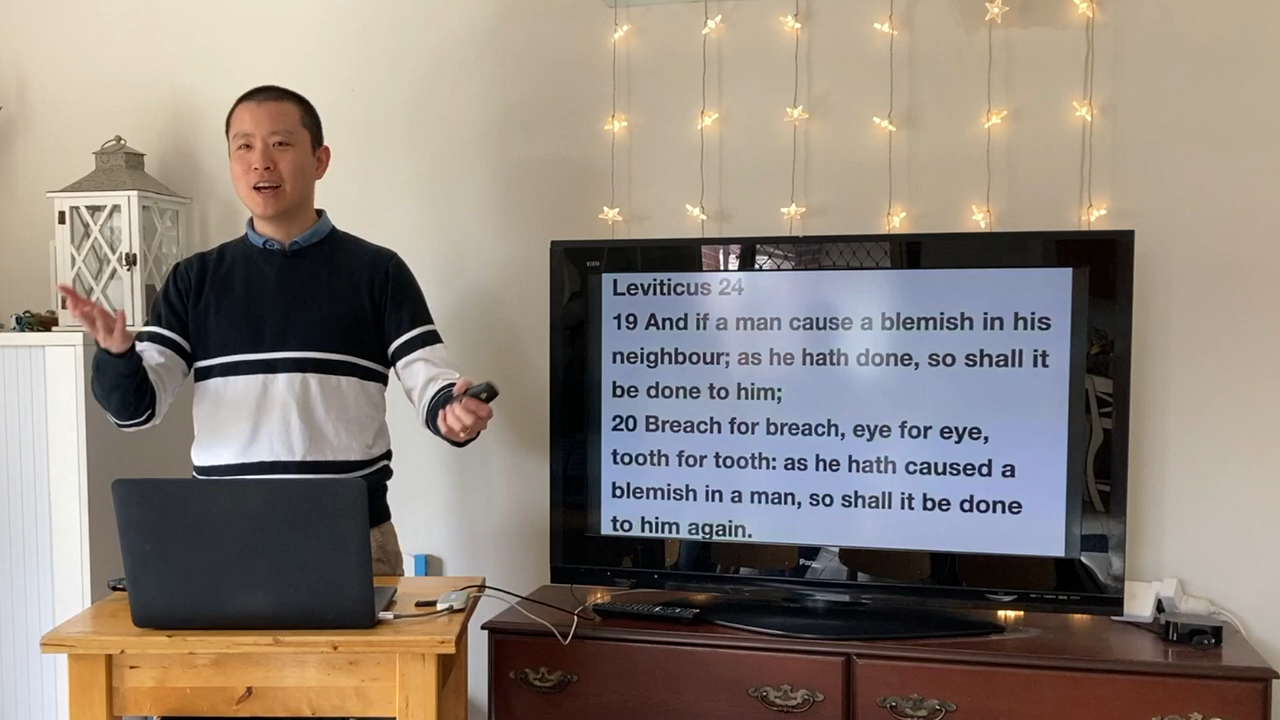 Leviticus 24
19 And if a man cause a blemish in his
neighbour; as he hath done, so shall it
be done to him;
20 Breach for breach, eye for eye,
tooth for tooth: as he hath caused a
blemish in a man, so shall it be done
to him again.